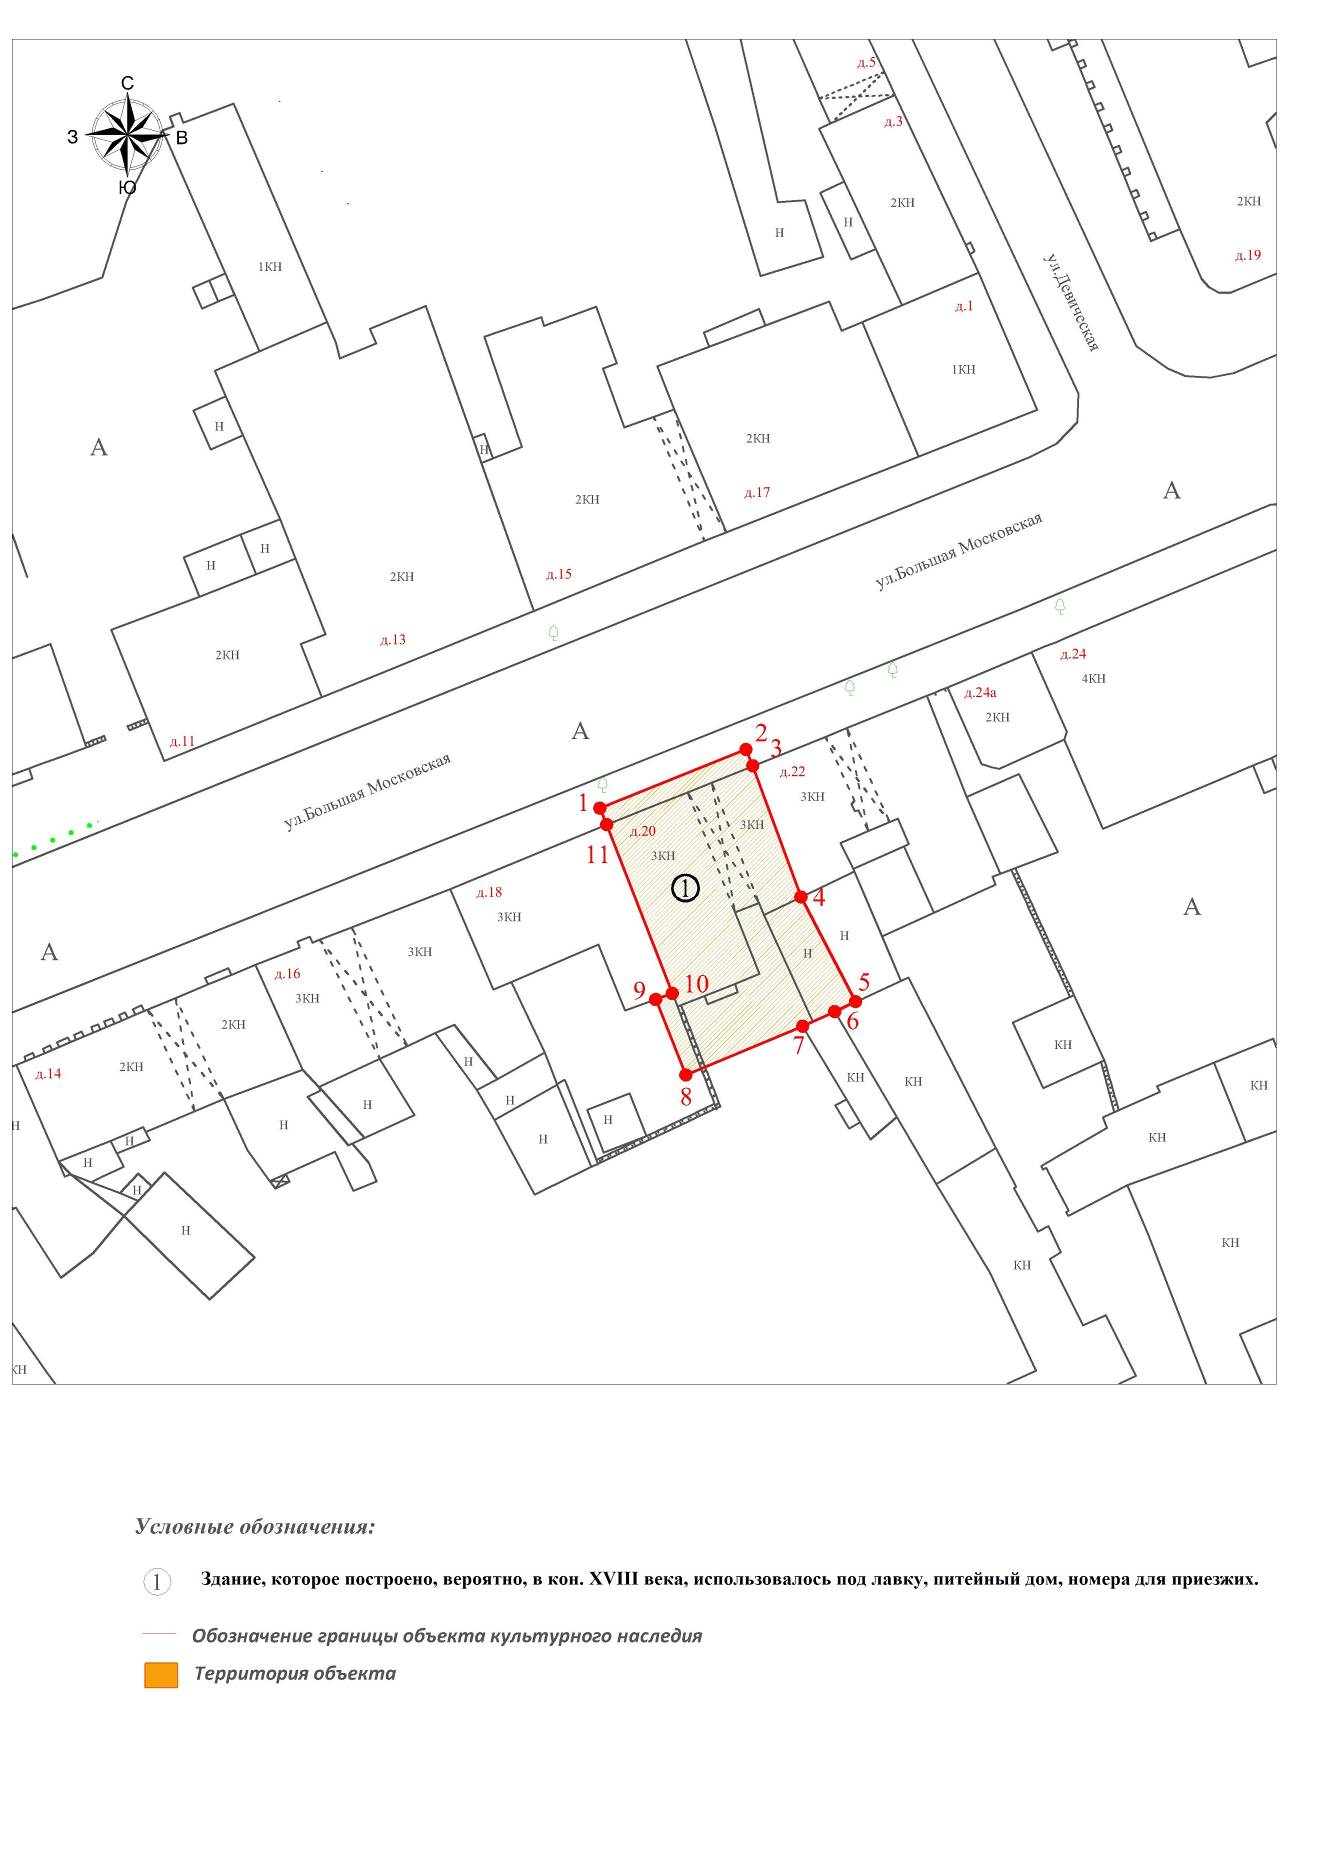 С
З
В
Ю
д.5
д.3
2КН
Н
Н
2КН
д.19
1КН
ул.Девическая
д.1
1КН
Н
А
Н
2КН
2КН
д.17
А
ул.Большая Московская
Н
Н
2КН
д.15
2КН
д.13
2КН
д.11
д.24
4КН
д.24а
2КН
А
ул.Большая Московская
2
3
д.22
3КН
1
д.20
11
3КН
3КН
1
4
д.18
3КН
А
А
3КН
Н
Н
д.16
3КН
9
10
5
6
7
8
2КН
2КН
д.14
КН
КН
КН
КН
Н
Н
Н
Н
Н
Н
Н
Н
Н
Н
Н
Н
КН
КН
КН
КН
Условные обозначения:
1 Здание, которое построено, вероятно, в кон. XVIII века, использовалось под лавку, питейный дом, номера для приезжих.
Обозначение границы объекта культурного наследия
Территория объекта